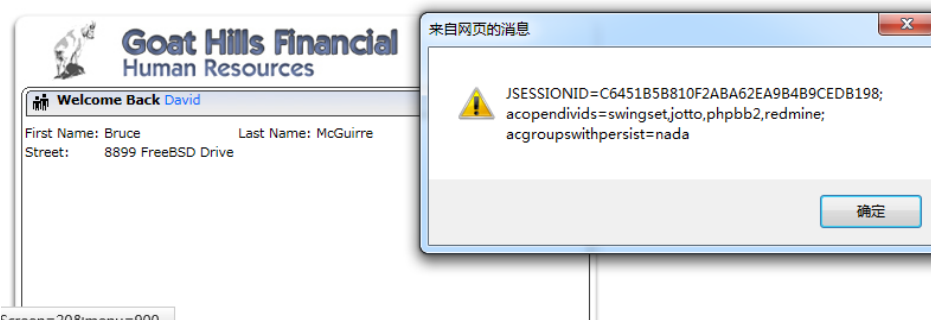 Goat Hills Financial
Human Resources
Welcome Back David
First Name: Bruce Last Name: McGuirre
Street: 8899 FreeBSD Drive
来自网页的消息
JSESSIONID=C6451B5B810F2ABA62EA9B4B9CEDB198;
acopendivids=swingset,jotto,phpbb2,redmine;
acgroupswithpersist=nada
确定